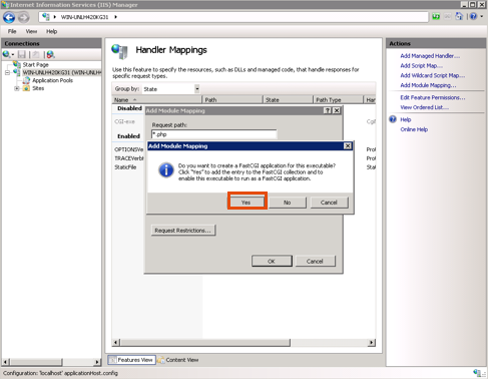 Internet Information Services (IIS) Manager
WIN-UNLH420KG31
File View Help
Connections
Start Page
WIN-UNLH420KG31 (WIN-UNLH420
Application Pools
Sites
Handler Mappings
Use this feature to specify the resources, such as DLLs and managed code, that handle responses for
specific request types.
Group by: State
Name Path State Path Type Har
Disabled
CGI-exe
Enabled
OPTIONSVe
TRACEVerb
StaticFile
Add Module Mapping
Request path:
*.php
Add Module Mapping
Do you want to create a FastCGI application for this executable?
Click "Yes" to add the entry to the FastCGI collection and to
enable this executable to run as a FastCGI application.
Yes No Cancel
Request Restrictions...
OK Cancel
Features View Content View
Actions
Add Managed Handler...
Add Script Map...
Add Wildcard Script Map...
Add Module Mapping...
Edit Feature Permissions...
View Ordered List...
Help
Online Help
Configuration: 'localhost' applicationHost.config